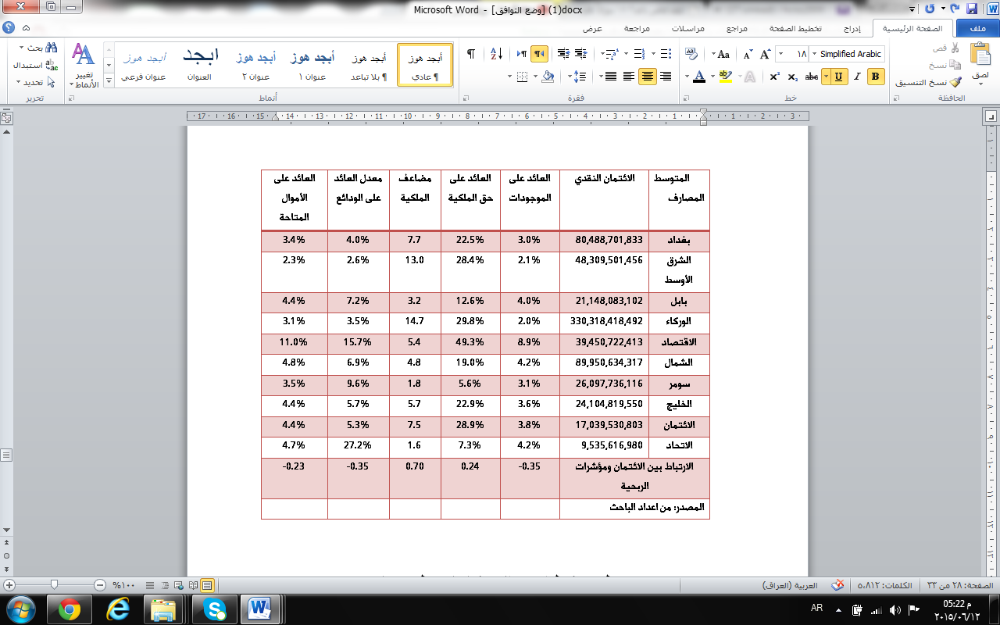 Microsoft Word - [وضع التوافق] (1)docx
ملف الصفحة الرئيسية إدراج تخطيط الصفحة مراجع مراسلات مراجعة عرض
لصق
قص
نسخ
نسخ التنسيق
الحافظة
Simplified Arabic ١٨
خط
فقرة
أبجد هوز
¶ عادي
أبجد هوز
¶ بلا تباعد
أبجد هوز
عنوان ١
أبجد هوز
عنوان ٢
ابجد
العنوان
أبجد هوز
عنوان فرعي
تغيير الأنماط
أنماط
بحث
استبدال
تحديد
تحرير
المتوسط المصارف الائتمان النقدي العائد على الموجودات العائد على حق الملكية مضاعف الملكية معدل العائد على الودائع العائد على الأموال المتاحة
بغداد 80,488,701,833 3.0% 22.5% 7.7 4.0% 3.4%
الشرق الأوسط 48,309,501,456 2.1% 28.4% 13.0 2.6% 2.3%
بابل 21,148,083,102 4.0% 12.6% 3.2 7.2% 4.4%
الوركاء 330,318,418,492 2.0% 29.8% 14.7 3.5% 3.1%
الاقتصاد 39,450,722,413 8.9% 49.3% 5.4 15.7% 11.0%
الشمال 89,950,634,317 4.2% 19.0% 4.8 6.9% 4.8%
سومر 26,097,736,116 3.1% 5.6% 1.8 9.6% 3.5%
الخليج 24,104,819,550 3.6% 22.9% 5.7 5.7% 4.4%
الائتمان 17,039,530,803 3.8% 28.9% 7.5 5.3% 4.4%
الاتحاد 9,535,616,980 4.2% 7.3% 1.6 27.2% 4.7%
الارتباط بين الائتمان ومؤشرات الربحية -0.35 0.24 0.70 -0.35 -0.23
المصدر: من اعداد الباحث
الصفحة: ٢٨ من ٣٣ الكلمات: ٥،٨١٢ العربية (العراق) ١٠٠%
AR
05:22 م
٢٠١٥/٠٦/١٢